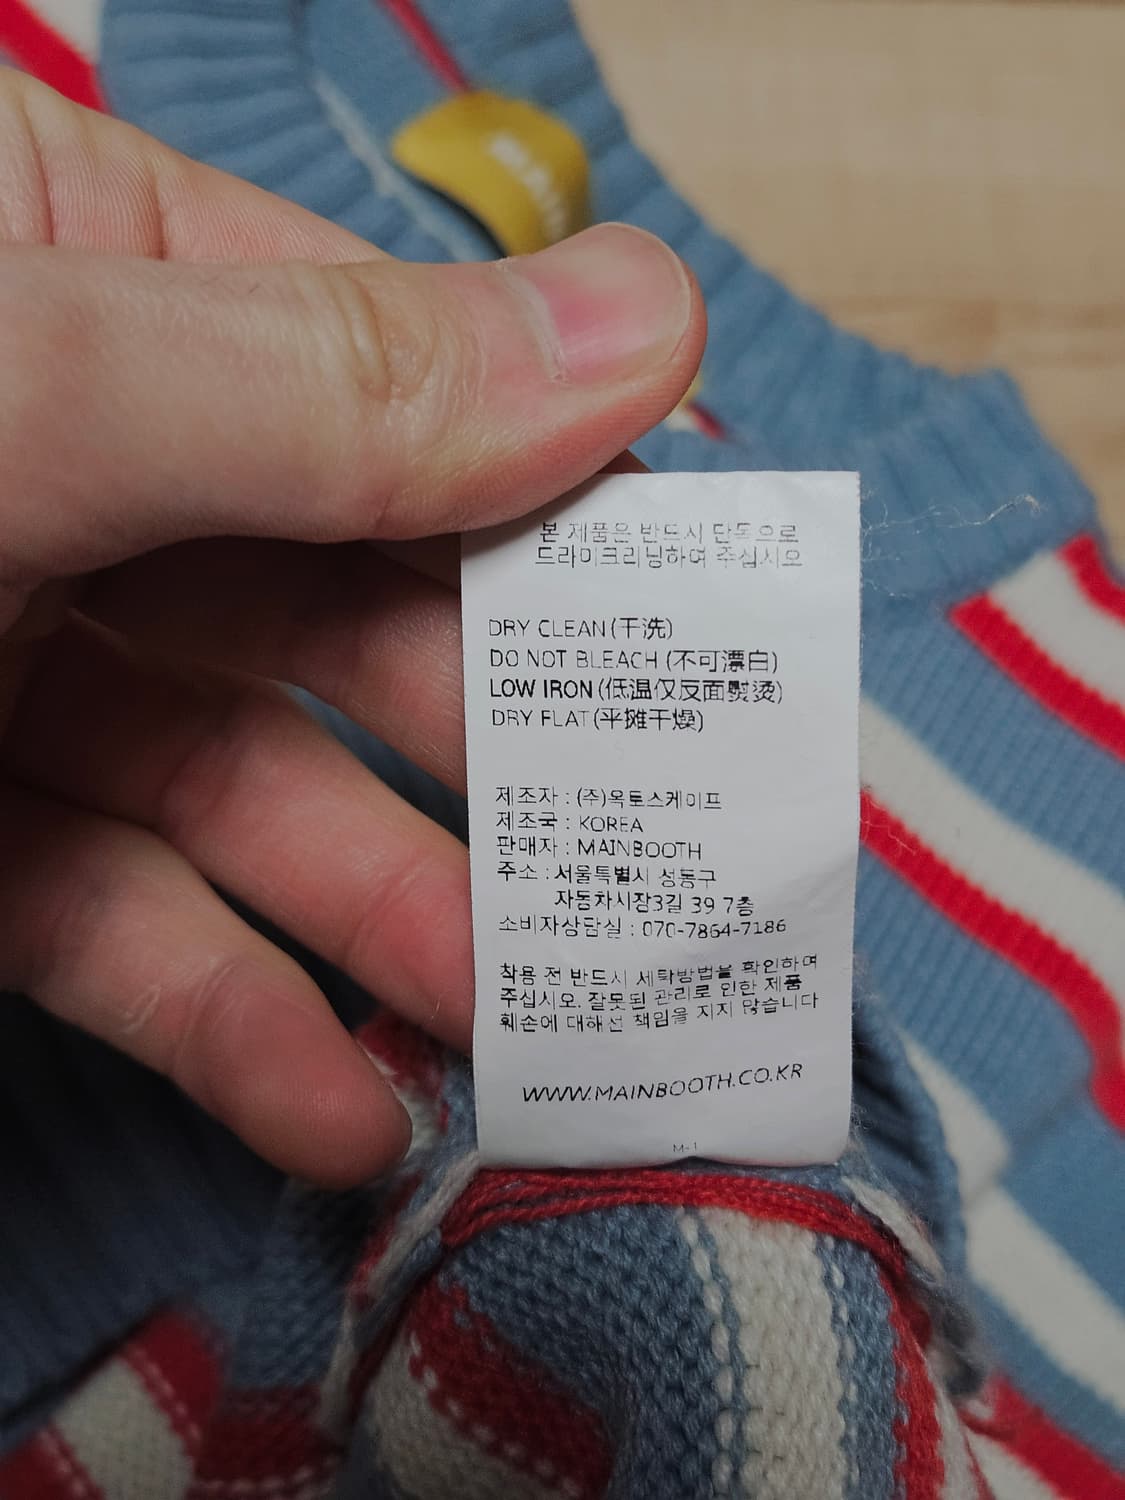 본 제품은 반드시 단독으로
드라이크리닝하여 주십시오
DRY CLEAN(干洗)
DO NOT BLEACH (不可漂白)
LOW IRON (低温仅反面熨烫)
DRY FLAT(平摊干燥)
제조자 : (주)옥토스케이프
제조국 : KOREA
판매자 : MAINBOOTH
주소 : 서울특별시 성동구
자동차시장3길 39 7층
소비자상담실 : 070-7864-7186
착용 전 반드시 세탁방법을 확인하여
주십시오. 잘못된 관리로 인한 제품
훼손에 대해선 책임을 지지 않습니다
WWW.MAINBOOTH.CO.KR
M-1